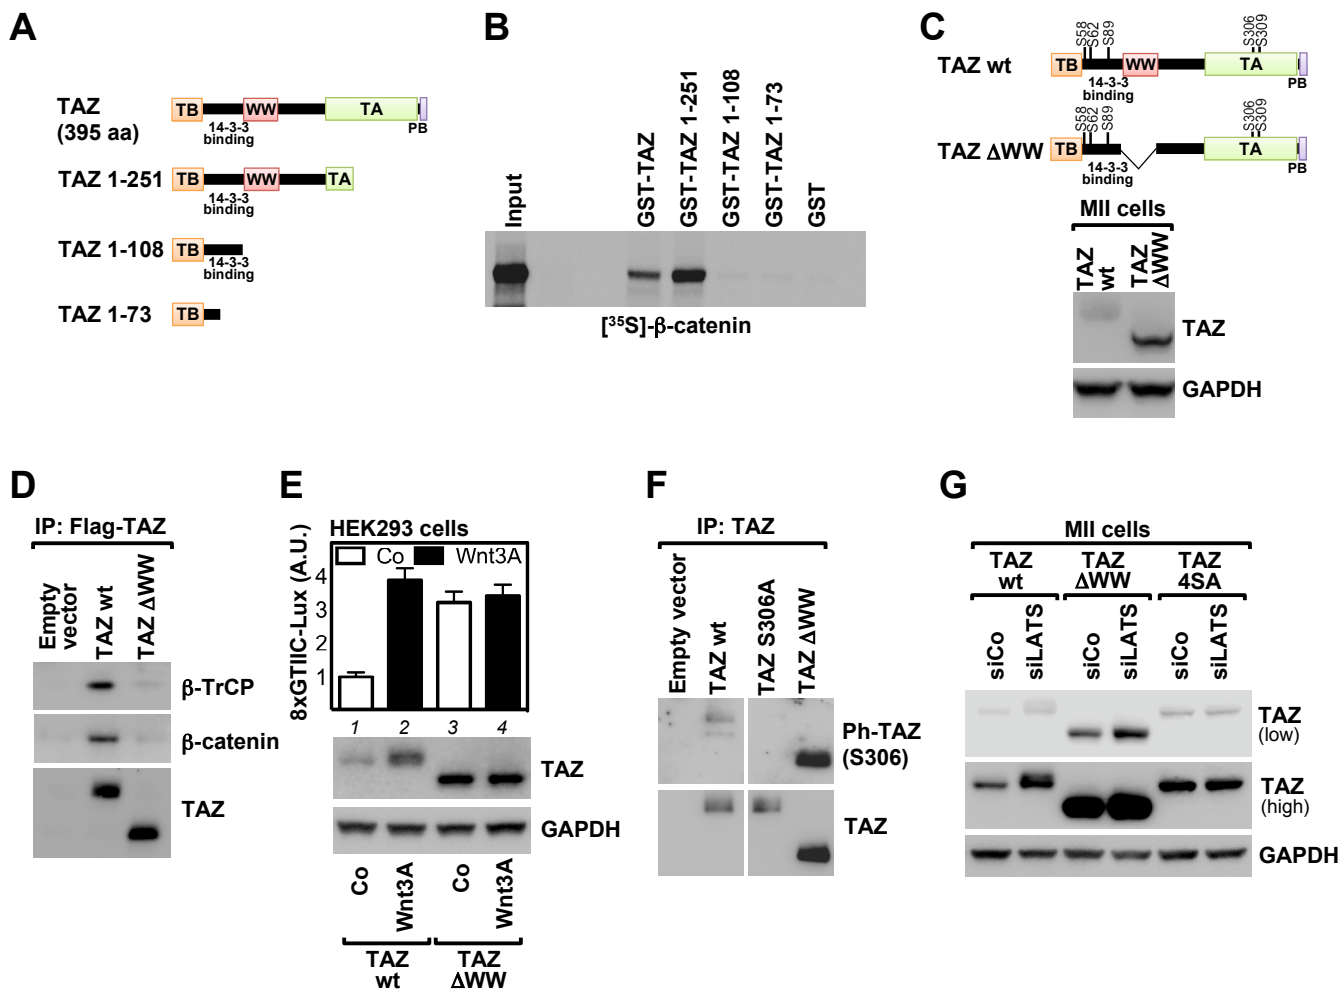 A
TAZ
(395 aa)
TB
WW
TA
14-3-3
binding
PB
TAZ 1-251
TB
WW
TA
14-3-3
binding
TAZ 1-108
TB
14-3-3
binding
TAZ 1-73
TB
B
Input
GST-TAZ
GST-TAZ 1-251
GST-TAZ 1-108
GST-TAZ 1-73
GST
[³⁵S]-β-catenin
C
TAZ wt
S58
S62
S89
S306
S309
TB
WW
TA
14-3-3
binding
PB
TAZ ΔWW
S58
S62
S89
S306
S309
TB
TA
14-3-3
binding
PB
MII cells
TAZ
wt
TAZ
ΔWW
TAZ
GAPDH
D
IP: Flag-TAZ
Empty
vector
TAZ wt
TAZ ΔWW
β-TrCP
β-catenin
TAZ
E
HEK293 cells
8xGTIIC-Lux (A.U.)
Co
Wnt3A
4
3
2
1
1 2 3 4
TAZ
GAPDH
Co
Wnt3A
Co
Wnt3A
TAZ
wt
TAZ
ΔWW
F
IP: TAZ
Empty vector
TAZ wt
TAZ S306A
TAZ ΔWW
Ph-TAZ
(S306)
TAZ
G
MII cells
TAZ
wt
TAZ
ΔWW
TAZ
4SA
siCo
siLATS
siCo
siLATS
siCo
siLATS
TAZ
(low)
TAZ
(high)
GAPDH